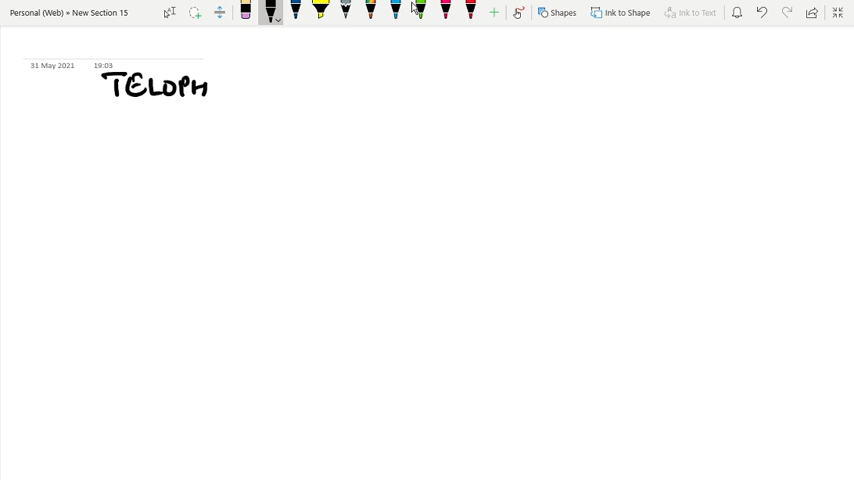 Personal (Web) » New Section 15
Shapes
Ink to Shape
Ink to Text
31 May 2021 19:03
TELOPH